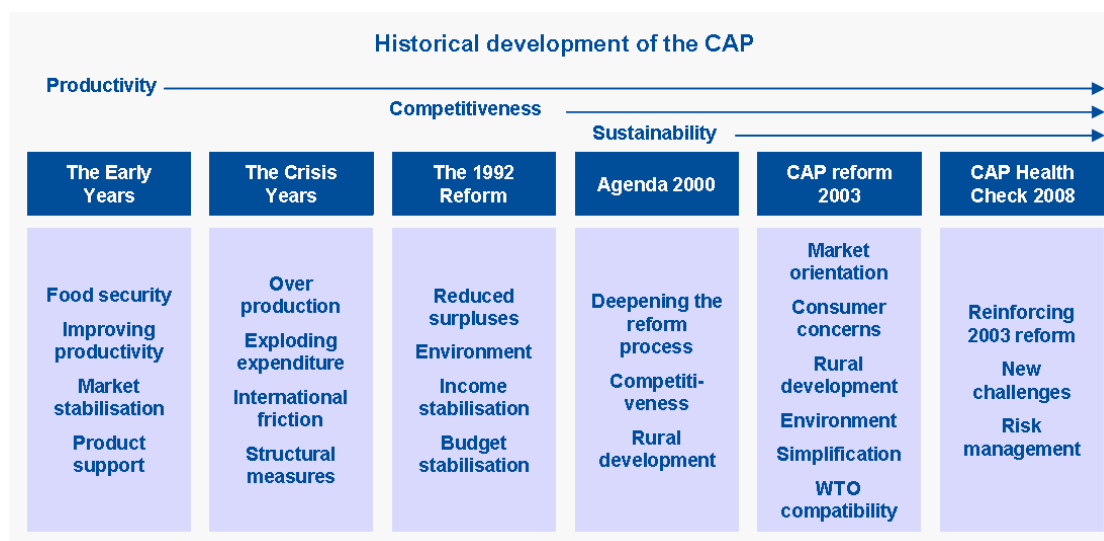 Historical development of the CAP
Productivity
Competitiveness
Sustainability
The Early
Years
The Crisis
Years
The 1992
Reform
Agenda 2000
CAP reform
2003
CAP Health
Check 2008
Food security
Improving
productivity
Market
stabilisation
Product
support
Over
production
Exploding
expenditure
International
friction
Structural
measures
Reduced
surpluses
Environment
Income
stabilisation
Budget
stabilisation
Deepening the
reform
process
Competiti-
veness
Rural
development
Market
orientation
Consumer
concerns
Rural
development
Environment
Simplification
WTO
compatibility
Reinforcing
2003 reform
New
challenges
Risk
management